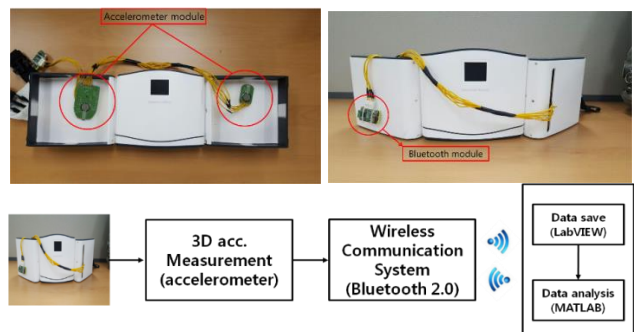 Accelerometer module
Bluetooth module
3D acc.
Measurement
(accelerometer)
Wireless
Communication
System
(Bluetooth 2.0)
Data save
(LabVIEW)
Data analysis
(MATLAB)